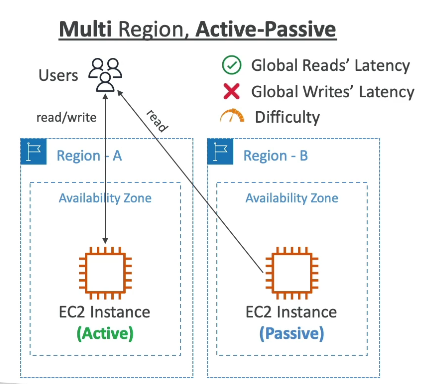 Multi Region, Active-Passive
Users
Global Reads' Latency
Global Writes' Latency
Difficulty
read/write
read
Region - A
Region - B
Availability Zone
Availability Zone
EC2 Instance
(Active)
EC2 Instance
(Passive)